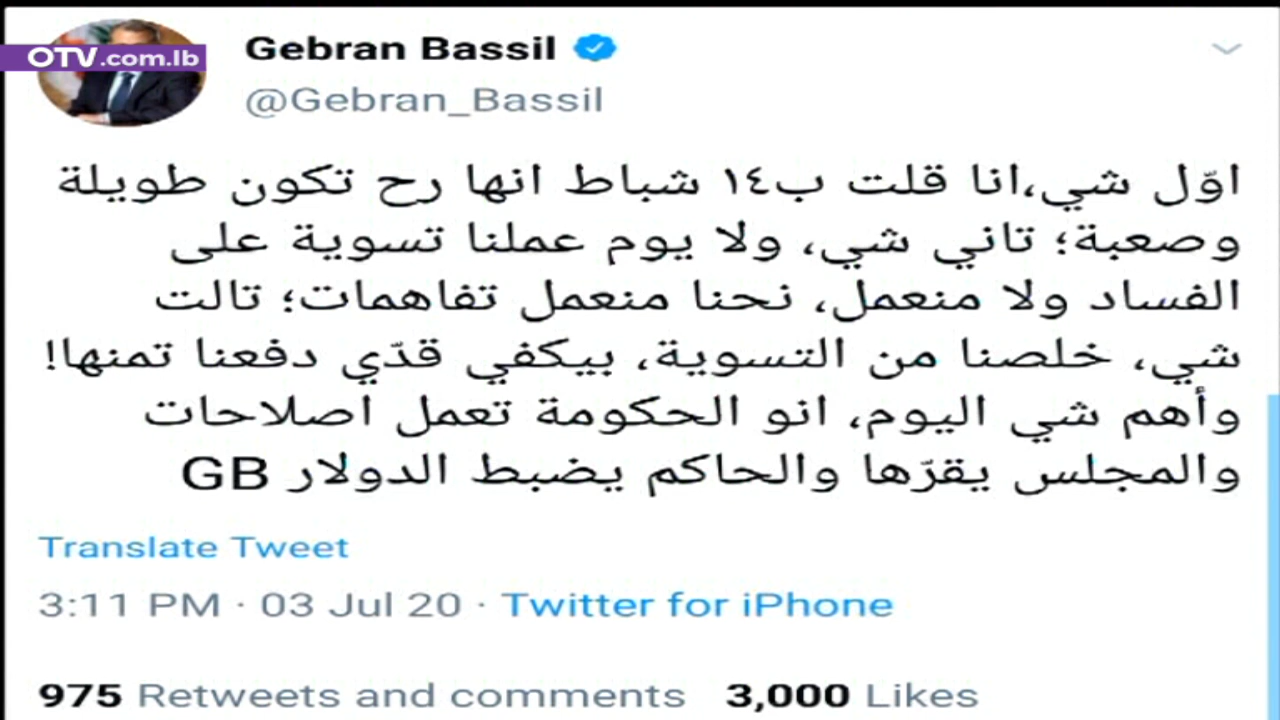 OTV.com.lb
Gebran Bassil
@Gebran_Bassil
اوّل شي،انا قلت ب١٤ شباط انها رح تكون طويلة
وصعبة؛ تاني شي، ولا يوم عملنا تسوية على
الفساد ولا منعمل، نحنا منعمل تفاهمات؛ تالت
شي، خلصنا من التسوية، بيكفي قدّي دفعنا تمنها!
وأهم شي اليوم، انو الحكومة تعمل اصلاحات
والمجلس يقرّها والحاكم يضبط الدولار GB
Translate Tweet
3:11 PM · 03 Jul 20 · Twitter for iPhone
975 Retweets and comments 3,000 Likes